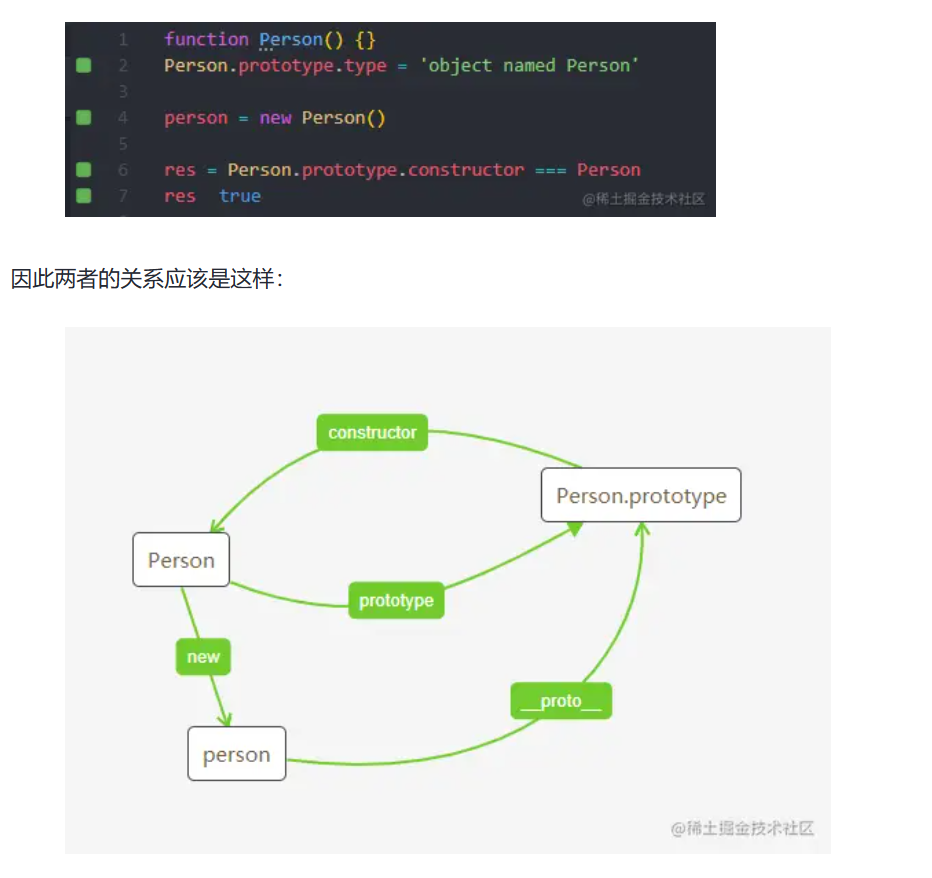 1 function Person() {}
2 Person.prototype.type = 'object named Person'
3
4 person = new Person()
5
6 res = Person.prototype.constructor === Person
7 res true
@稀土掘金技术社区
因此两者的关系应该是这样：
constructor
Person.prototype
Person
prototype
new
__proto__
person
@稀土掘金技术社区